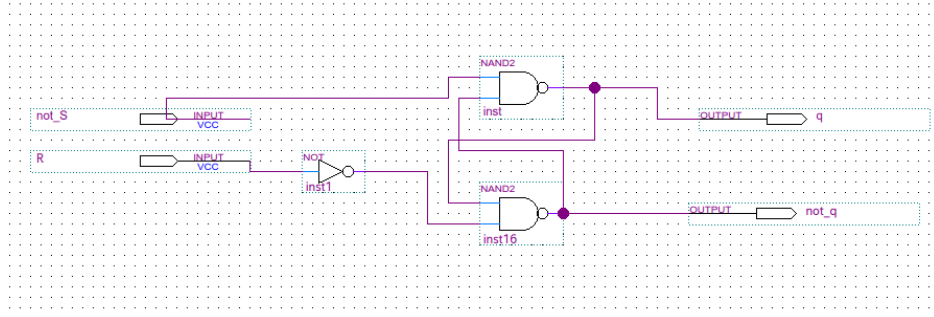 NAND2
inst
not_S
INPUT
VCC
OUTPUT
q
R
INPUT
VCC
NOT
inst1
NAND2
inst16
OUTPUT
not_q